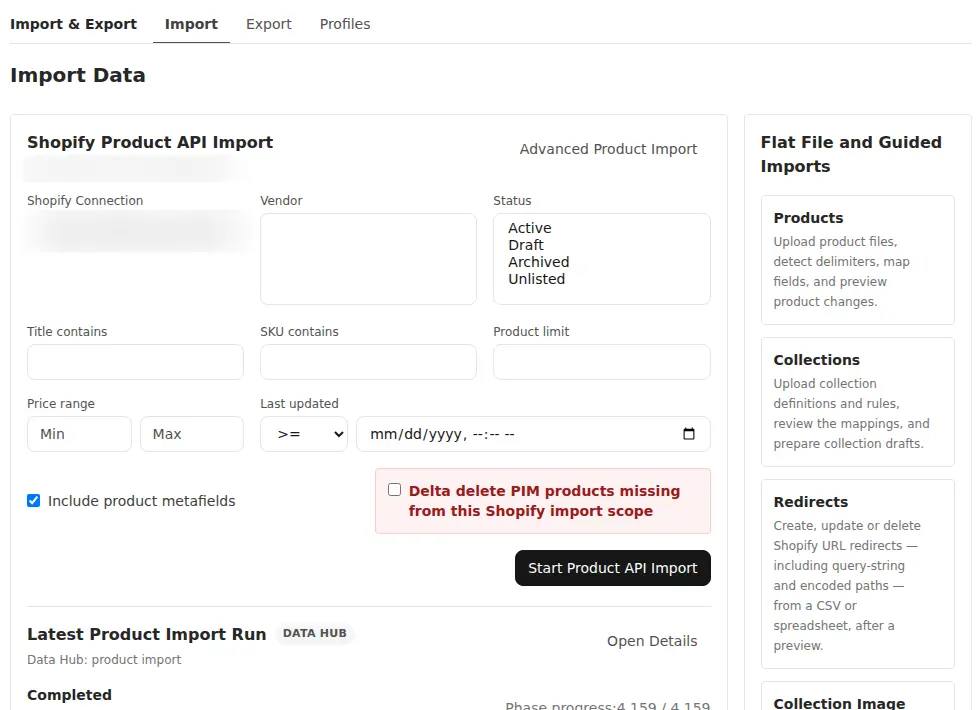 Import & Export Import Export Profiles
Import Data
Shopify Product API Import
Advanced Product Import
Shopify Connection
Vendor
Status
Active
Draft
Archived
Unlisted
Title contains
SKU contains
Product limit
Price range
Last updated
Min
Max
>=
mm/dd/yyyy, --:-- --
Include product metafields
Delta delete PIM products missing
from this Shopify import scope
Start Product API Import
Latest Product Import Run DATA HUB
Open Details
Data Hub: product import
Completed
Phase progress:4,159 / 4,159
Flat File and Guided
Imports
Products
Upload product files,
detect delimiters, map
fields, and preview
product changes.
Collections
Upload collection
definitions and rules,
review the mappings, and
prepare collection drafts.
Redirects
Create, update or delete
Shopify URL redirects —
including query-string
and encoded paths —
from a CSV or
spreadsheet, after a
preview.
Collection Image